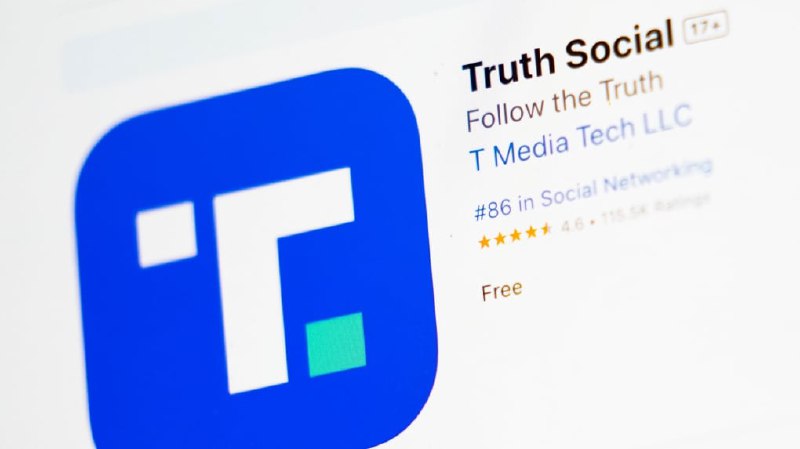 T.
Truth Social 17+
Follow the Truth
T Media Tech LLC
#86 in Social Networking
4.6 • 115.5K Ratings
Free